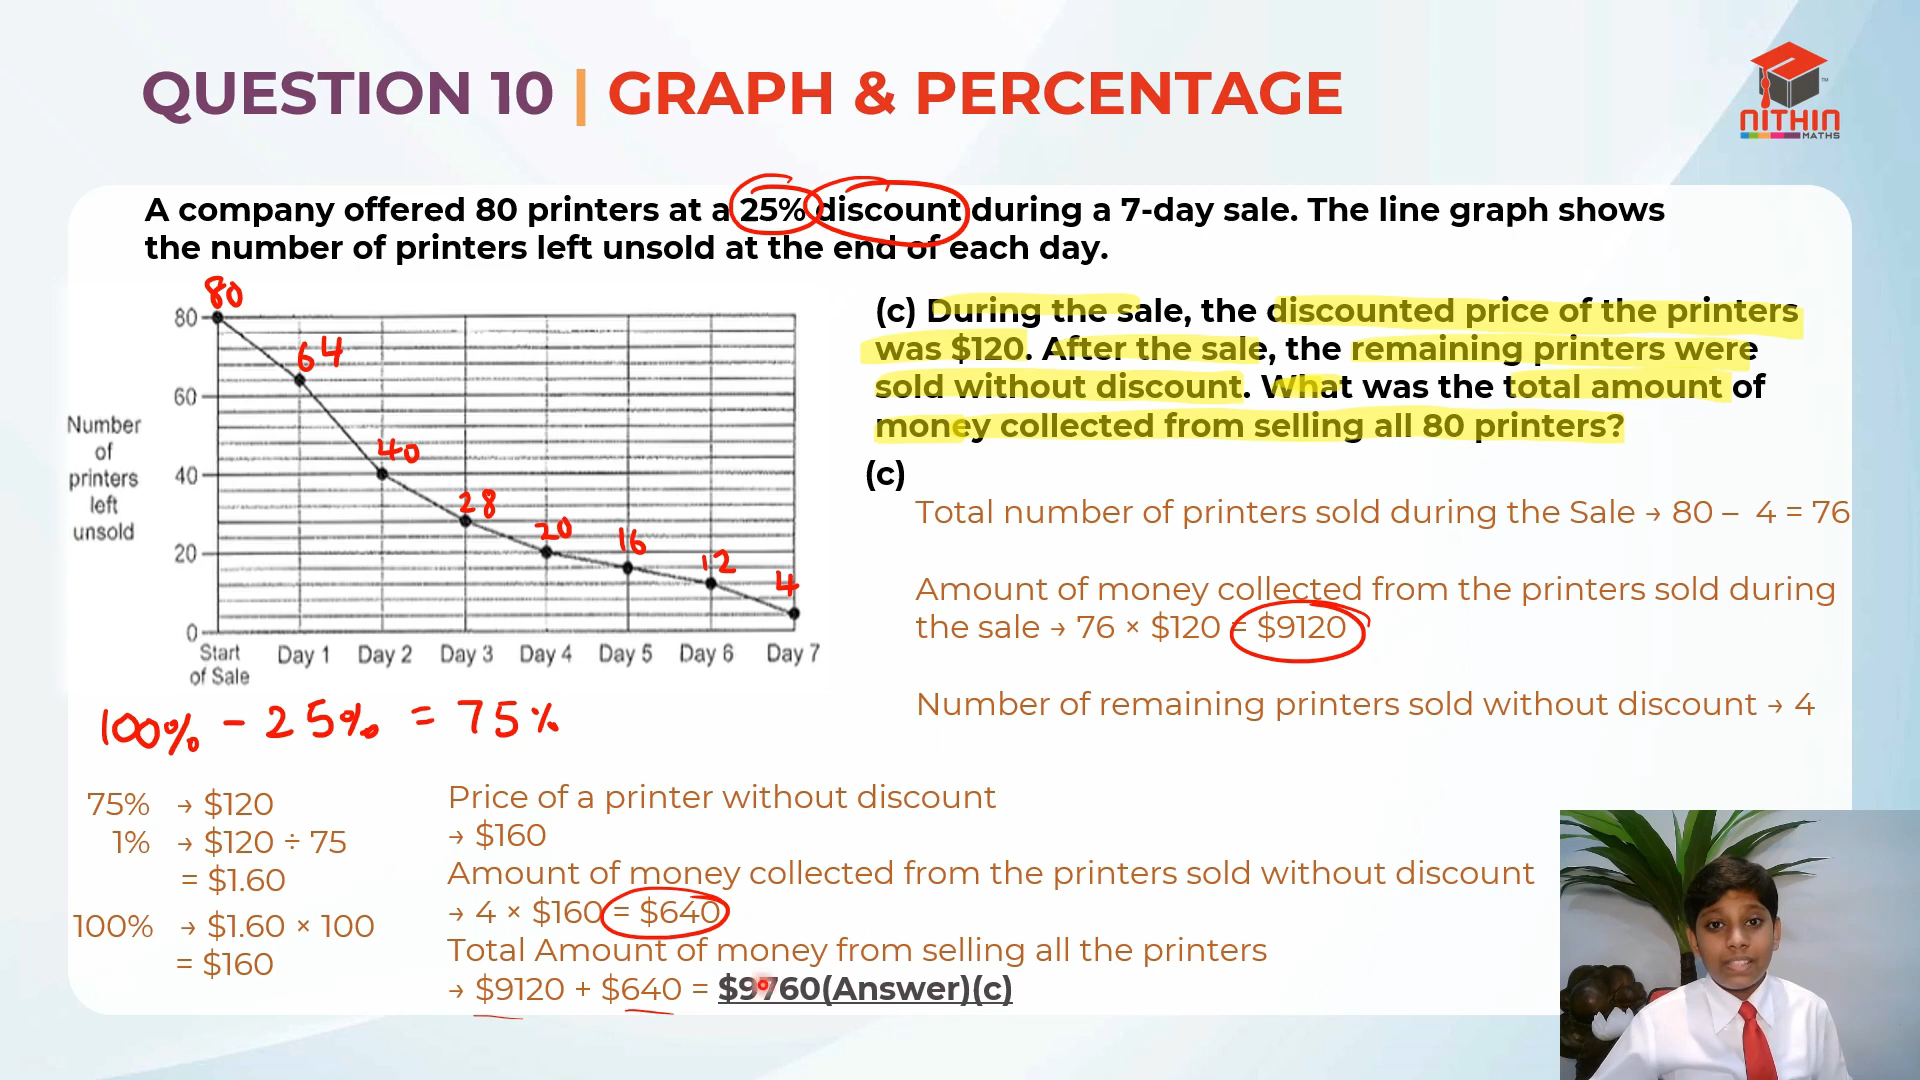 QUESTION 10 | GRAPH & PERCENTAGE
NITHIN
MATHS
TM
A company offered 80 printers at a 25% discount during a 7-day sale. The line graph shows
the number of printers left unsold at the end of each day.
80
64
40
28
20
16
12
4
80
60
40
20
0
Number
of
printers
left
unsold
Start
of Sale
Day 1
Day 2
Day 3
Day 4
Day 5
Day 6
Day 7
(c) During the sale, the discounted price of the printers
was $120. After the sale, the remaining printers were
sold without discount. What was the total amount of
money collected from selling all 80 printers?
(c)
Total number of printers sold during the Sale → 80 – 4 = 76
Amount of money collected from the printers sold during
the sale → 76 × $120 = $9120
Number of remaining printers sold without discount → 4
100% - 25% = 75%
75% → $120
1% → $120 ÷ 75
= $1.60
100% → $1.60 × 100
= $160
Price of a printer without discount
→ $160
Amount of money collected from the printers sold without discount
→ 4 × $160 = $640
Total Amount of money from selling all the printers
→ $9120 + $640 = $9760(Answer)(c)